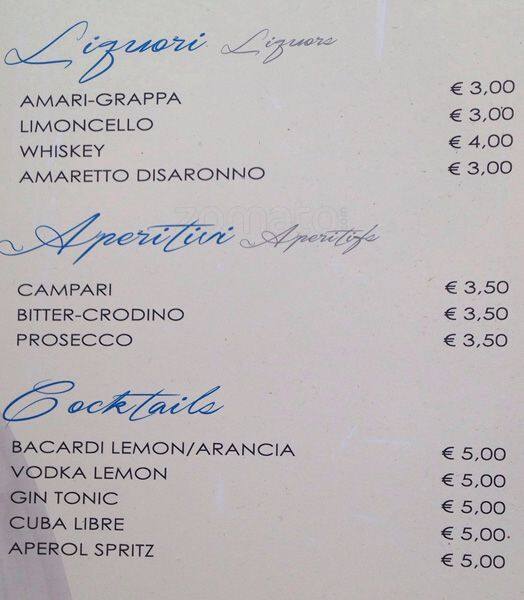 Liquori Liquors
AMARI-GRAPPA € 3,00
LIMONCELLO € 3,00
WHISKEY € 4,00
AMARETTO DISARONNO € 3,00
zomato
Aperitivi Aperitifs
CAMPARI € 3,50
BITTER-CRODINO € 3,50
PROSECCO € 3,50
Cocktails
BACARDI LEMON/ARANCIA € 5,00
VODKA LEMON € 5,00
GIN TONIC € 5,00
CUBA LIBRE € 5,00
APEROL SPRITZ € 5,00